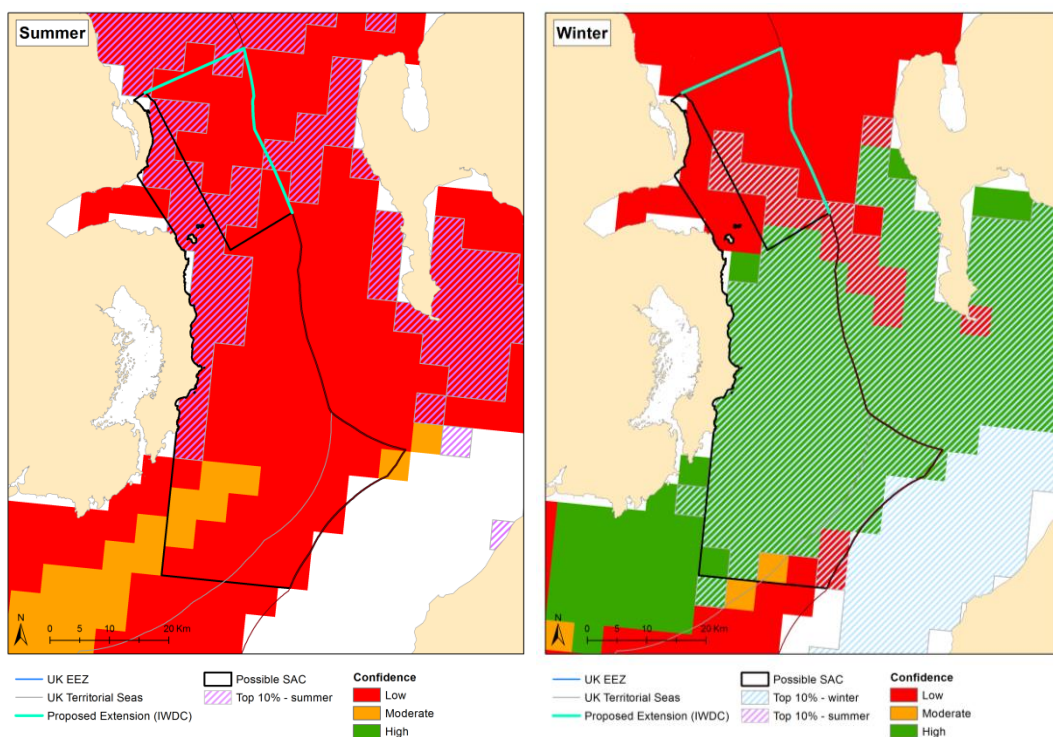 Summer
N
0 5 10 20 Km
UK EEZ
UK Territorial Seas
Proposed Extension (IWDC)
Possible SAC
Top 10% - summer
Confidence
Low
Moderate
High
Winter
N
0 5 10 20 Km
UK EEZ
UK Territorial Seas
Proposed Extension (IWDC)
Possible SAC
Top 10% - winter
Top 10% - summer
Confidence
Low
Moderate
High